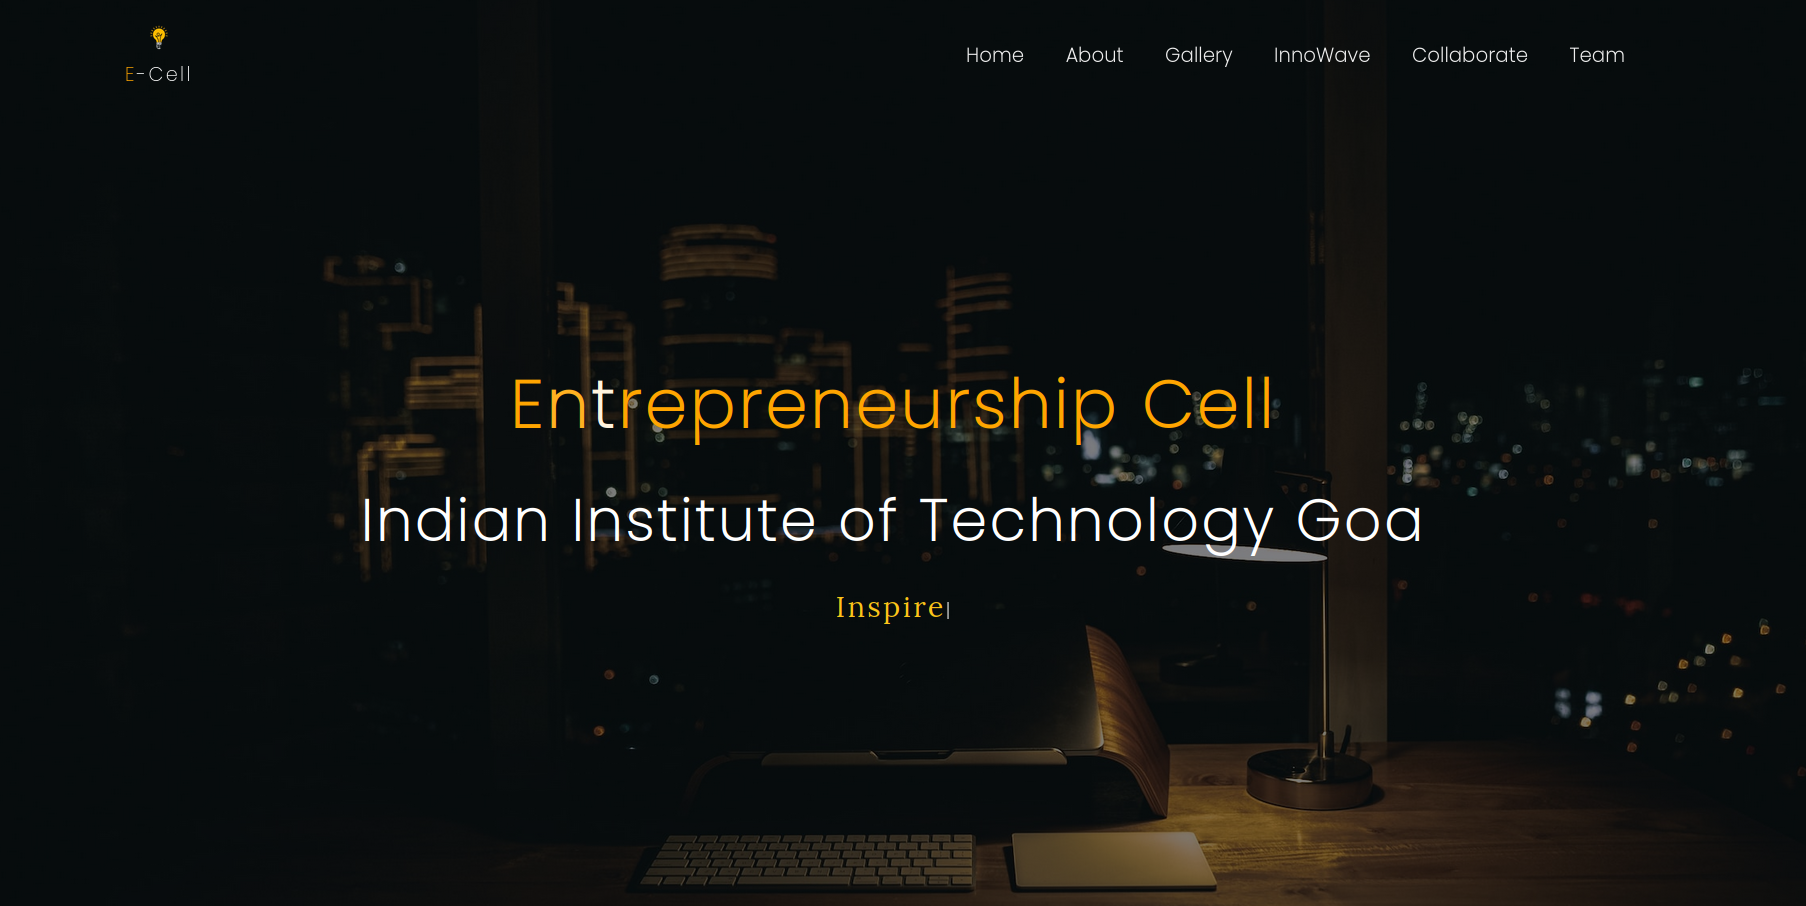 E-Cell
Home About Gallery InnoWave Collaborate Team
Entrepreneurship Cell
Indian Institute of Technology Goa
Inspire